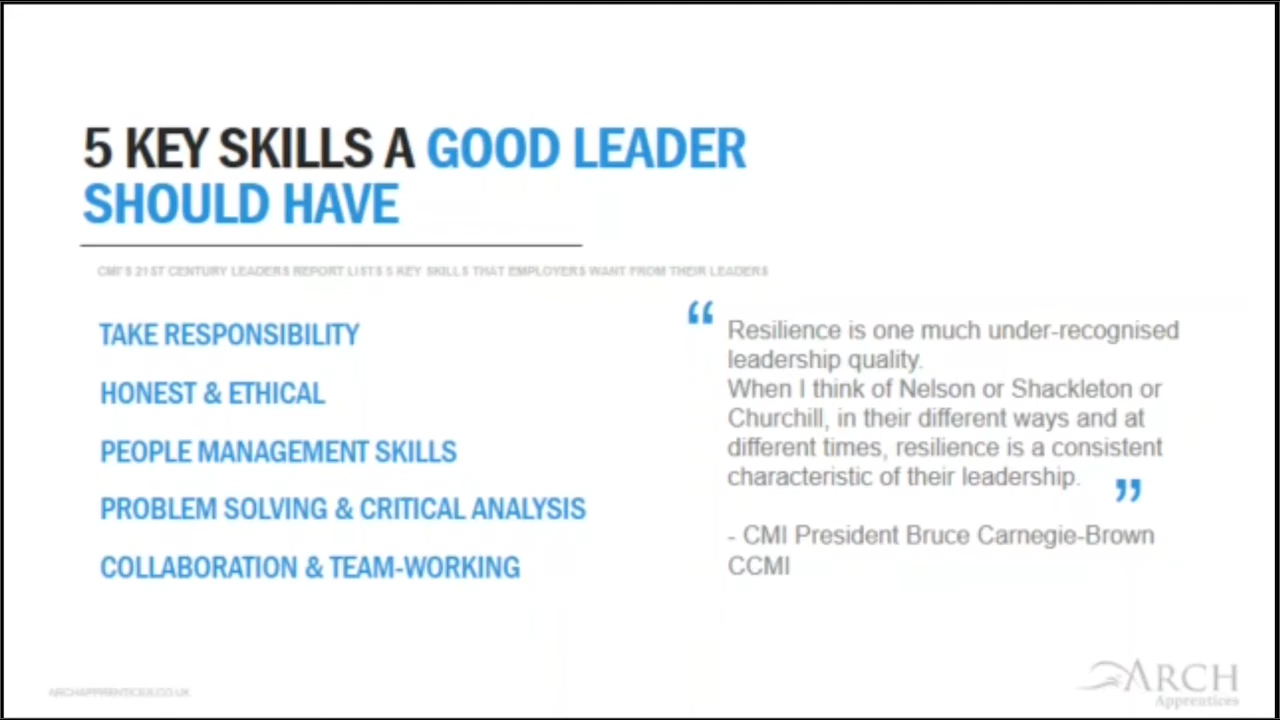 5 KEY SKILLS A GOOD LEADER
SHOULD HAVE
CMI'S 21ST CENTURY LEADERS REPORT LISTS 5 KEY SKILLS THAT EMPLOYERS WANT FROM THEIR LEADERS
TAKE RESPONSIBILITY
HONEST & ETHICAL
PEOPLE MANAGEMENT SKILLS
PROBLEM SOLVING & CRITICAL ANALYSIS
COLLABORATION & TEAM-WORKING
“ Resilience is one much under-recognised
leadership quality.
When I think of Nelson or Shackleton or
Churchill, in their different ways and at
different times, resilience is a consistent
characteristic of their leadership. ”
- CMI President Bruce Carnegie-Brown
CCMI
ARCHAPPRENTICES.CO.UK
ARCH
Apprentices